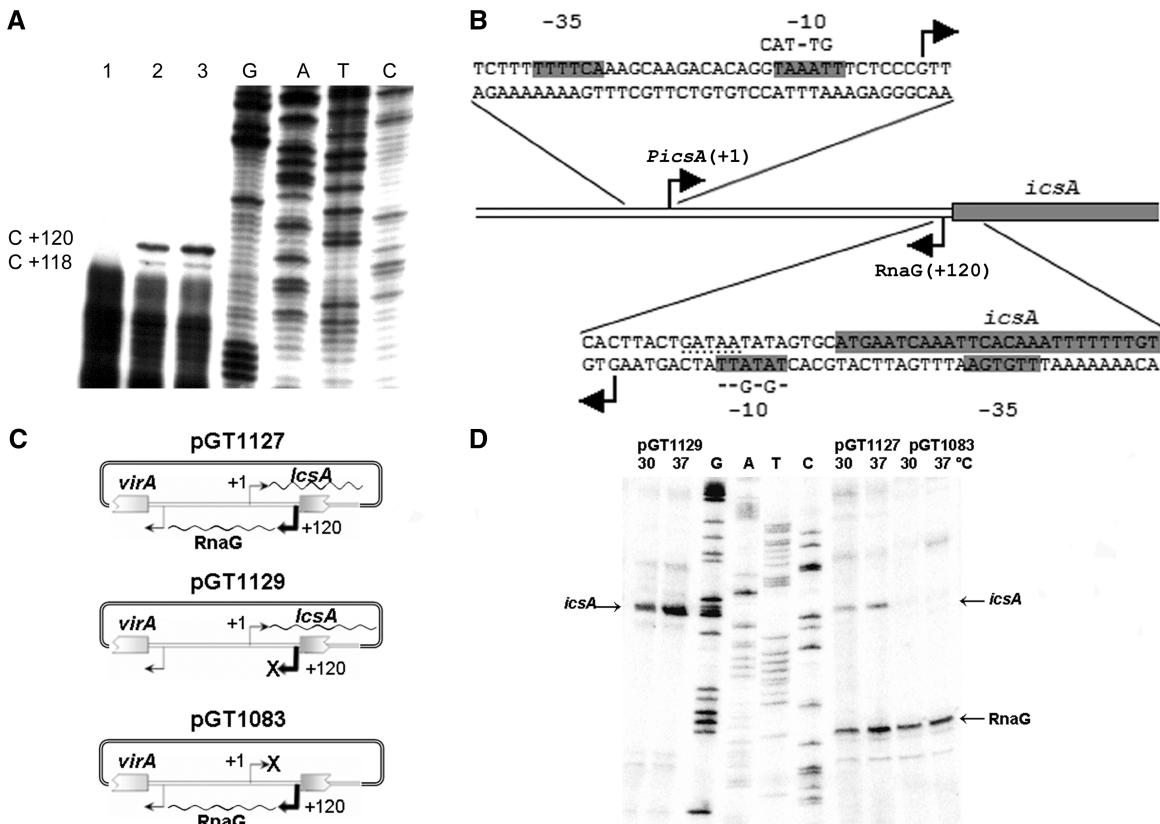 A
1 2 3 G A T C
C +120
C +118
B
-35 -10
CAT-TG
TCTTTTTTTTCAAAGCAAGACACAGGTAAATTTCTCCCGTT
AGAAAAAAAGTTTCGTTCTGTGTCCATTTAAAGAGGGCAA
PicsA(+1)
icsA
RnaG(+120)
icsA
CACTTACTGATAATATAGTGCATGAATCAAATTCACAAATTTTTTTGT
GTGAATGACTATTATATCACGTACTTAGTTTAAGTGTTTAAAAAAACA
--G-G-
-10 -35
C
pGT1127
virA +1 IcsA
+120
RnaG
pGT1129
virA +1 IcsA
X +120
pGT1083
virA +1 X
+120
RnaG
D
pGT1129 pGT1127 pGT1083
30 37 G A T C 30 37 30 37 °C
icsA icsA
RnaG